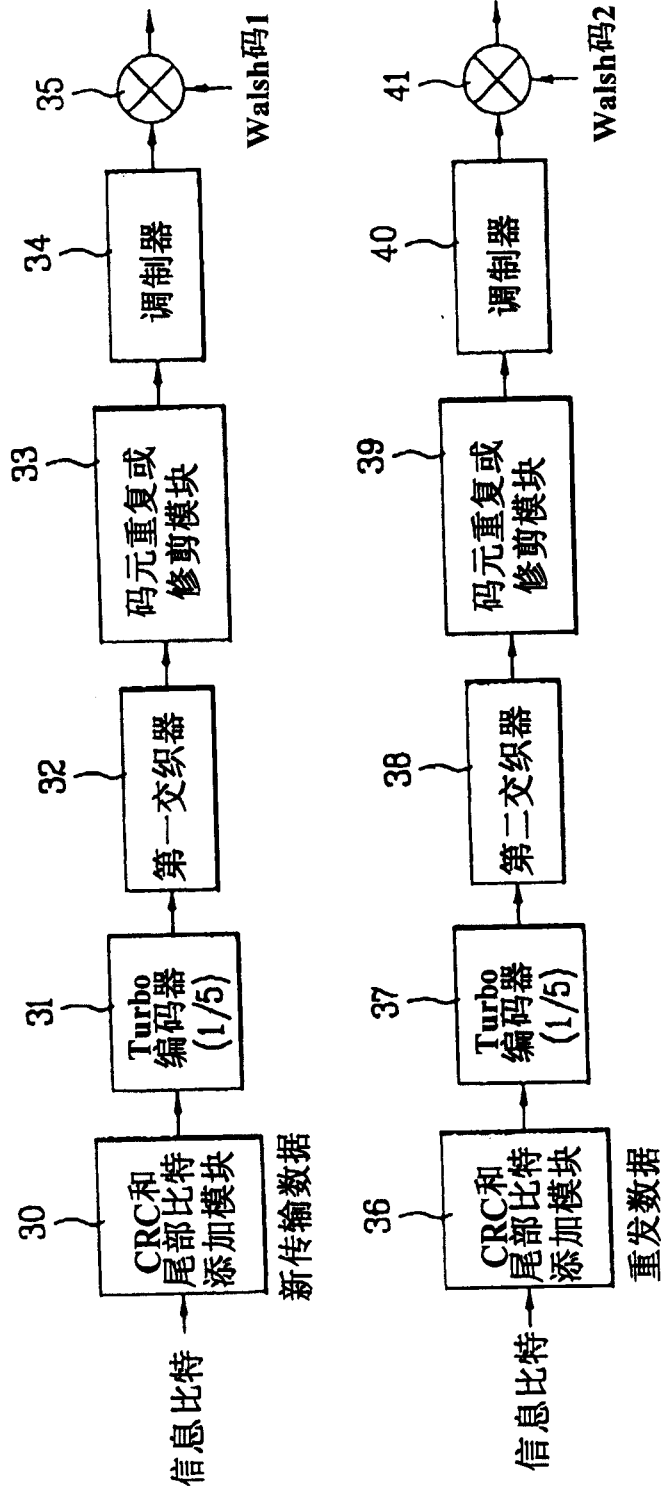 信息比特
30
CRC和
尾部比特
添加模块
新传输数据
31
Turbo
编码器
(1/5)
32
第一交织器
33
码元重复或
修剪模块
34
调制器
35
Walsh码1
信息比特
36
CRC和
尾部比特
添加模块
重发数据
37
Turbo
编码器
(1/5)
38
第二交织器
39
码元重复或
修剪模块
40
调制器
41
Walsh码2